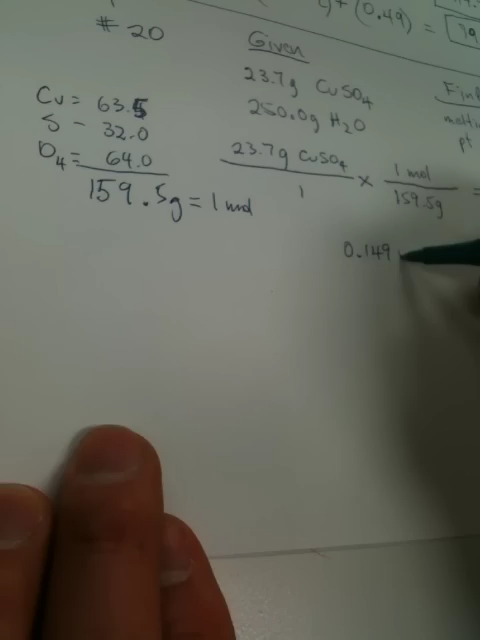 (0.49) =
# 20
Given
23.7g CuSO4
250.0g H2O
Cu = 63.5
S - 32.0
O4 = 64.0
159.5g = 1 mol
23.7g CuSO4 x 1 mol =
1 159.5g
pt
0.149